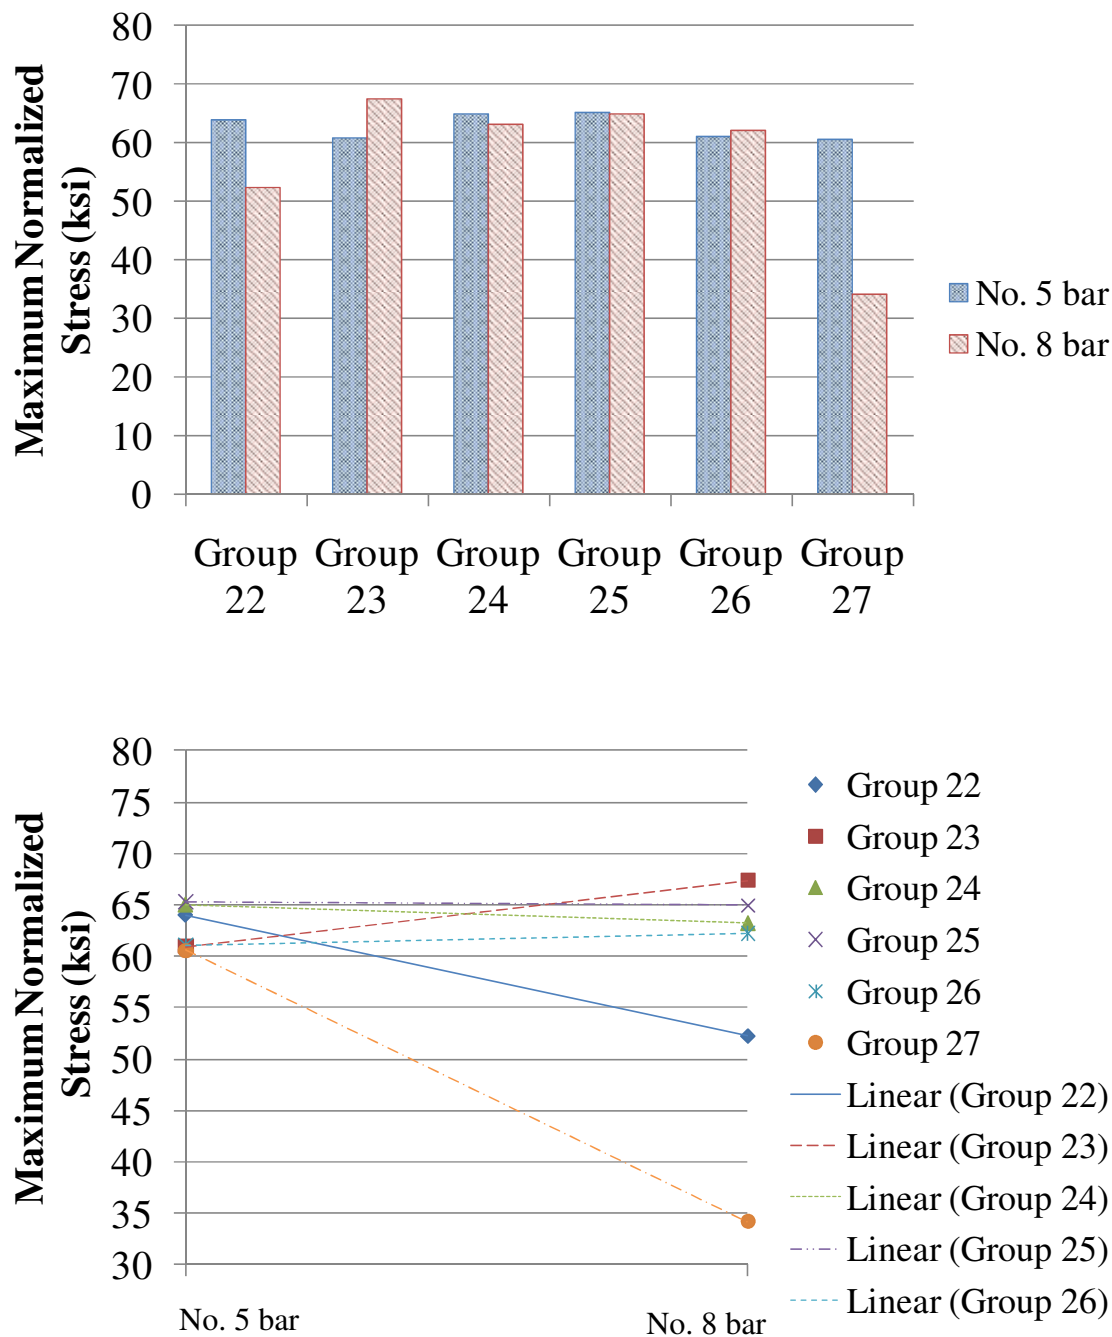 80
70
60
50
40
30
20
10
0
Maximum Normalized
Stress (ksi)
Group Group Group Group Group Group
22 23 24 25 26 27
No. 5 bar
No. 8 bar
80
75
70
65
60
55
50
45
40
35
30
Maximum Normalized
Stress (ksi)
No. 5 bar
No. 8 bar
Group 22
Group 23
Group 24
Group 25
Group 26
Group 27
Linear (Group 22)
Linear (Group 23)
Linear (Group 24)
Linear (Group 25)
Linear (Group 26)